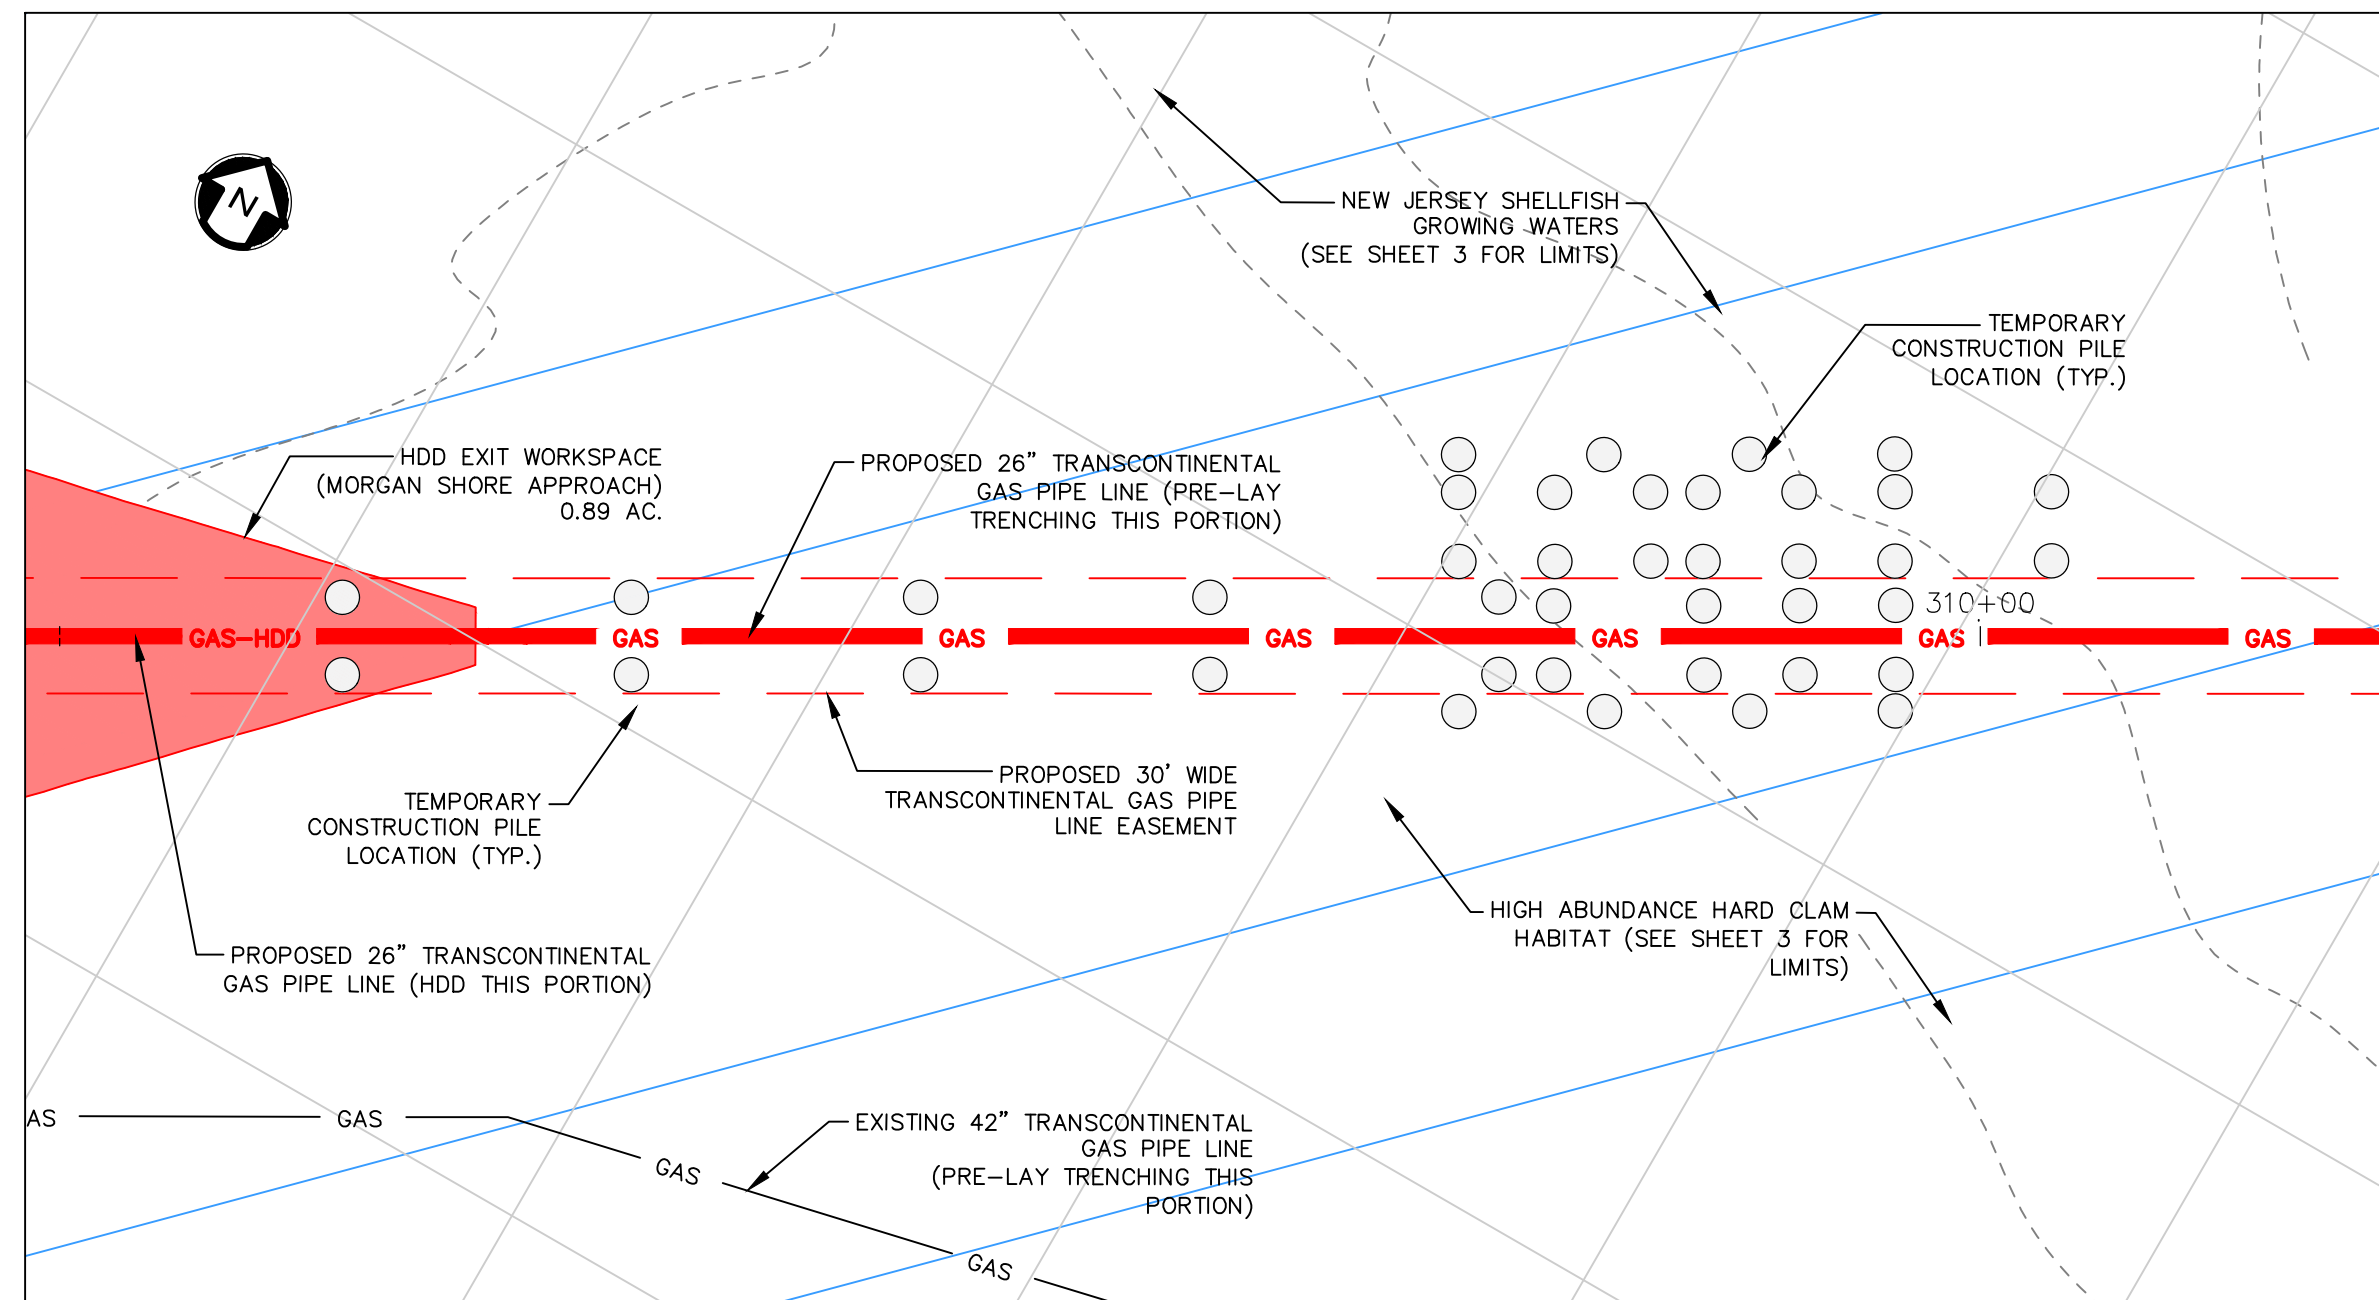 N
NEW JERSEY SHELLFISH
GROWING WATERS
(SEE SHEET 3 FOR LIMITS)
TEMPORARY
CONSTRUCTION PILE
LOCATION (TYP.)
HDD EXIT WORKSPACE
(MORGAN SHORE APPROACH)
0.89 AC.
PROPOSED 26" TRANSCONTINENTAL
GAS PIPE LINE (PRE-LAY
TRENCHING THIS PORTION)
310+00
GAS-HDD
GAS
GAS
GAS
GAS
GAS
GAS
TEMPORARY
CONSTRUCTION PILE
LOCATION (TYP.)
PROPOSED 30' WIDE
TRANSCONTINENTAL GAS PIPE
LINE EASEMENT
HIGH ABUNDANCE HARD CLAM
HABITAT (SEE SHEET 3 FOR
LIMITS)
PROPOSED 26" TRANSCONTINENTAL
GAS PIPE LINE (HDD THIS PORTION)
AS
GAS
GAS
GAS
EXISTING 42" TRANSCONTINENTAL
GAS PIPE LINE
(PRE-LAY TRENCHING THIS
PORTION)